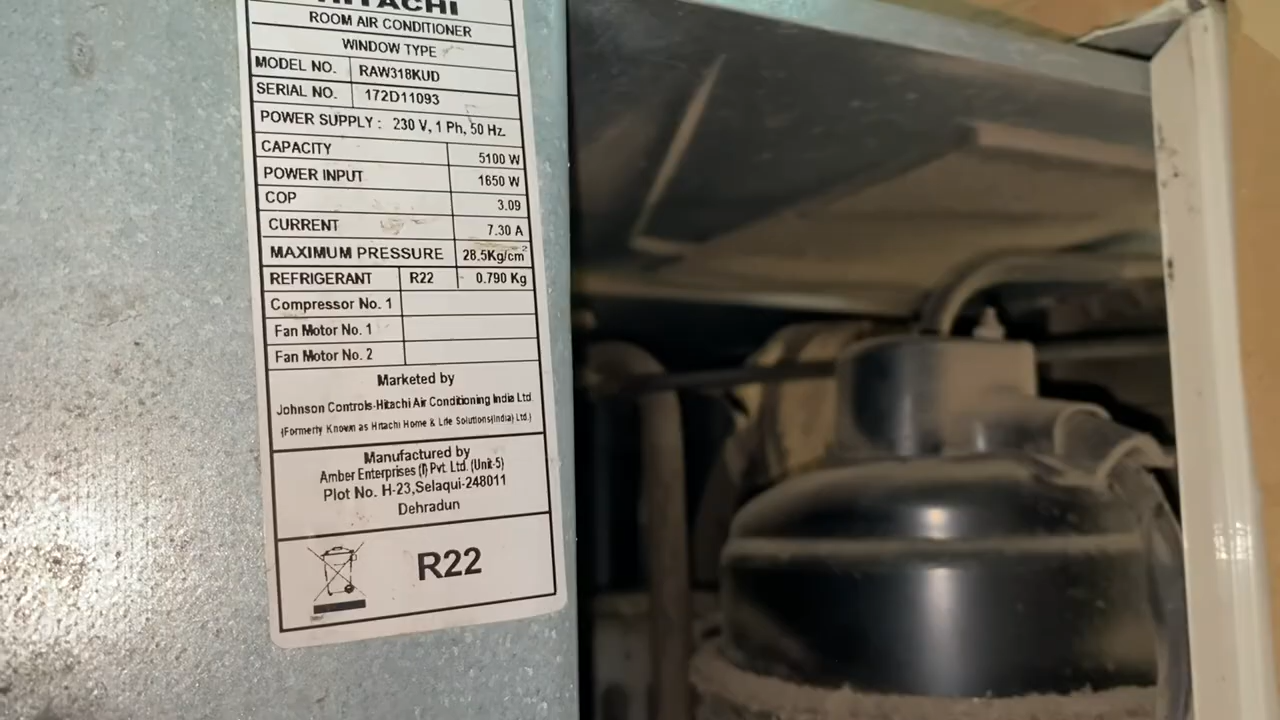 HITACHI
ROOM AIR CONDITIONER
WINDOW TYPE
MODEL NO. RAW318KUD
SERIAL NO. 172D11093
POWER SUPPLY : 230 V, 1 Ph, 50 Hz.
CAPACITY 5100 W
POWER INPUT 1650 W
COP 3.09
CURRENT 7.30 A
MAXIMUM PRESSURE 28.5Kg/cm²
REFRIGERANT R22 0.790 Kg
Compressor No. 1
Fan Motor No. 1
Fan Motor No. 2
Marketed by
Johnson Controls-Hitachi Air Conditioning India Ltd.
(Formerly Known as Hitachi Home & Life Solutions(India) Ltd.)
Manufactured by
Amber Enterprises (I) Pvt. Ltd. (Unit-5)
Plot No. H-23,Selaqui-248011
Dehradun
R22